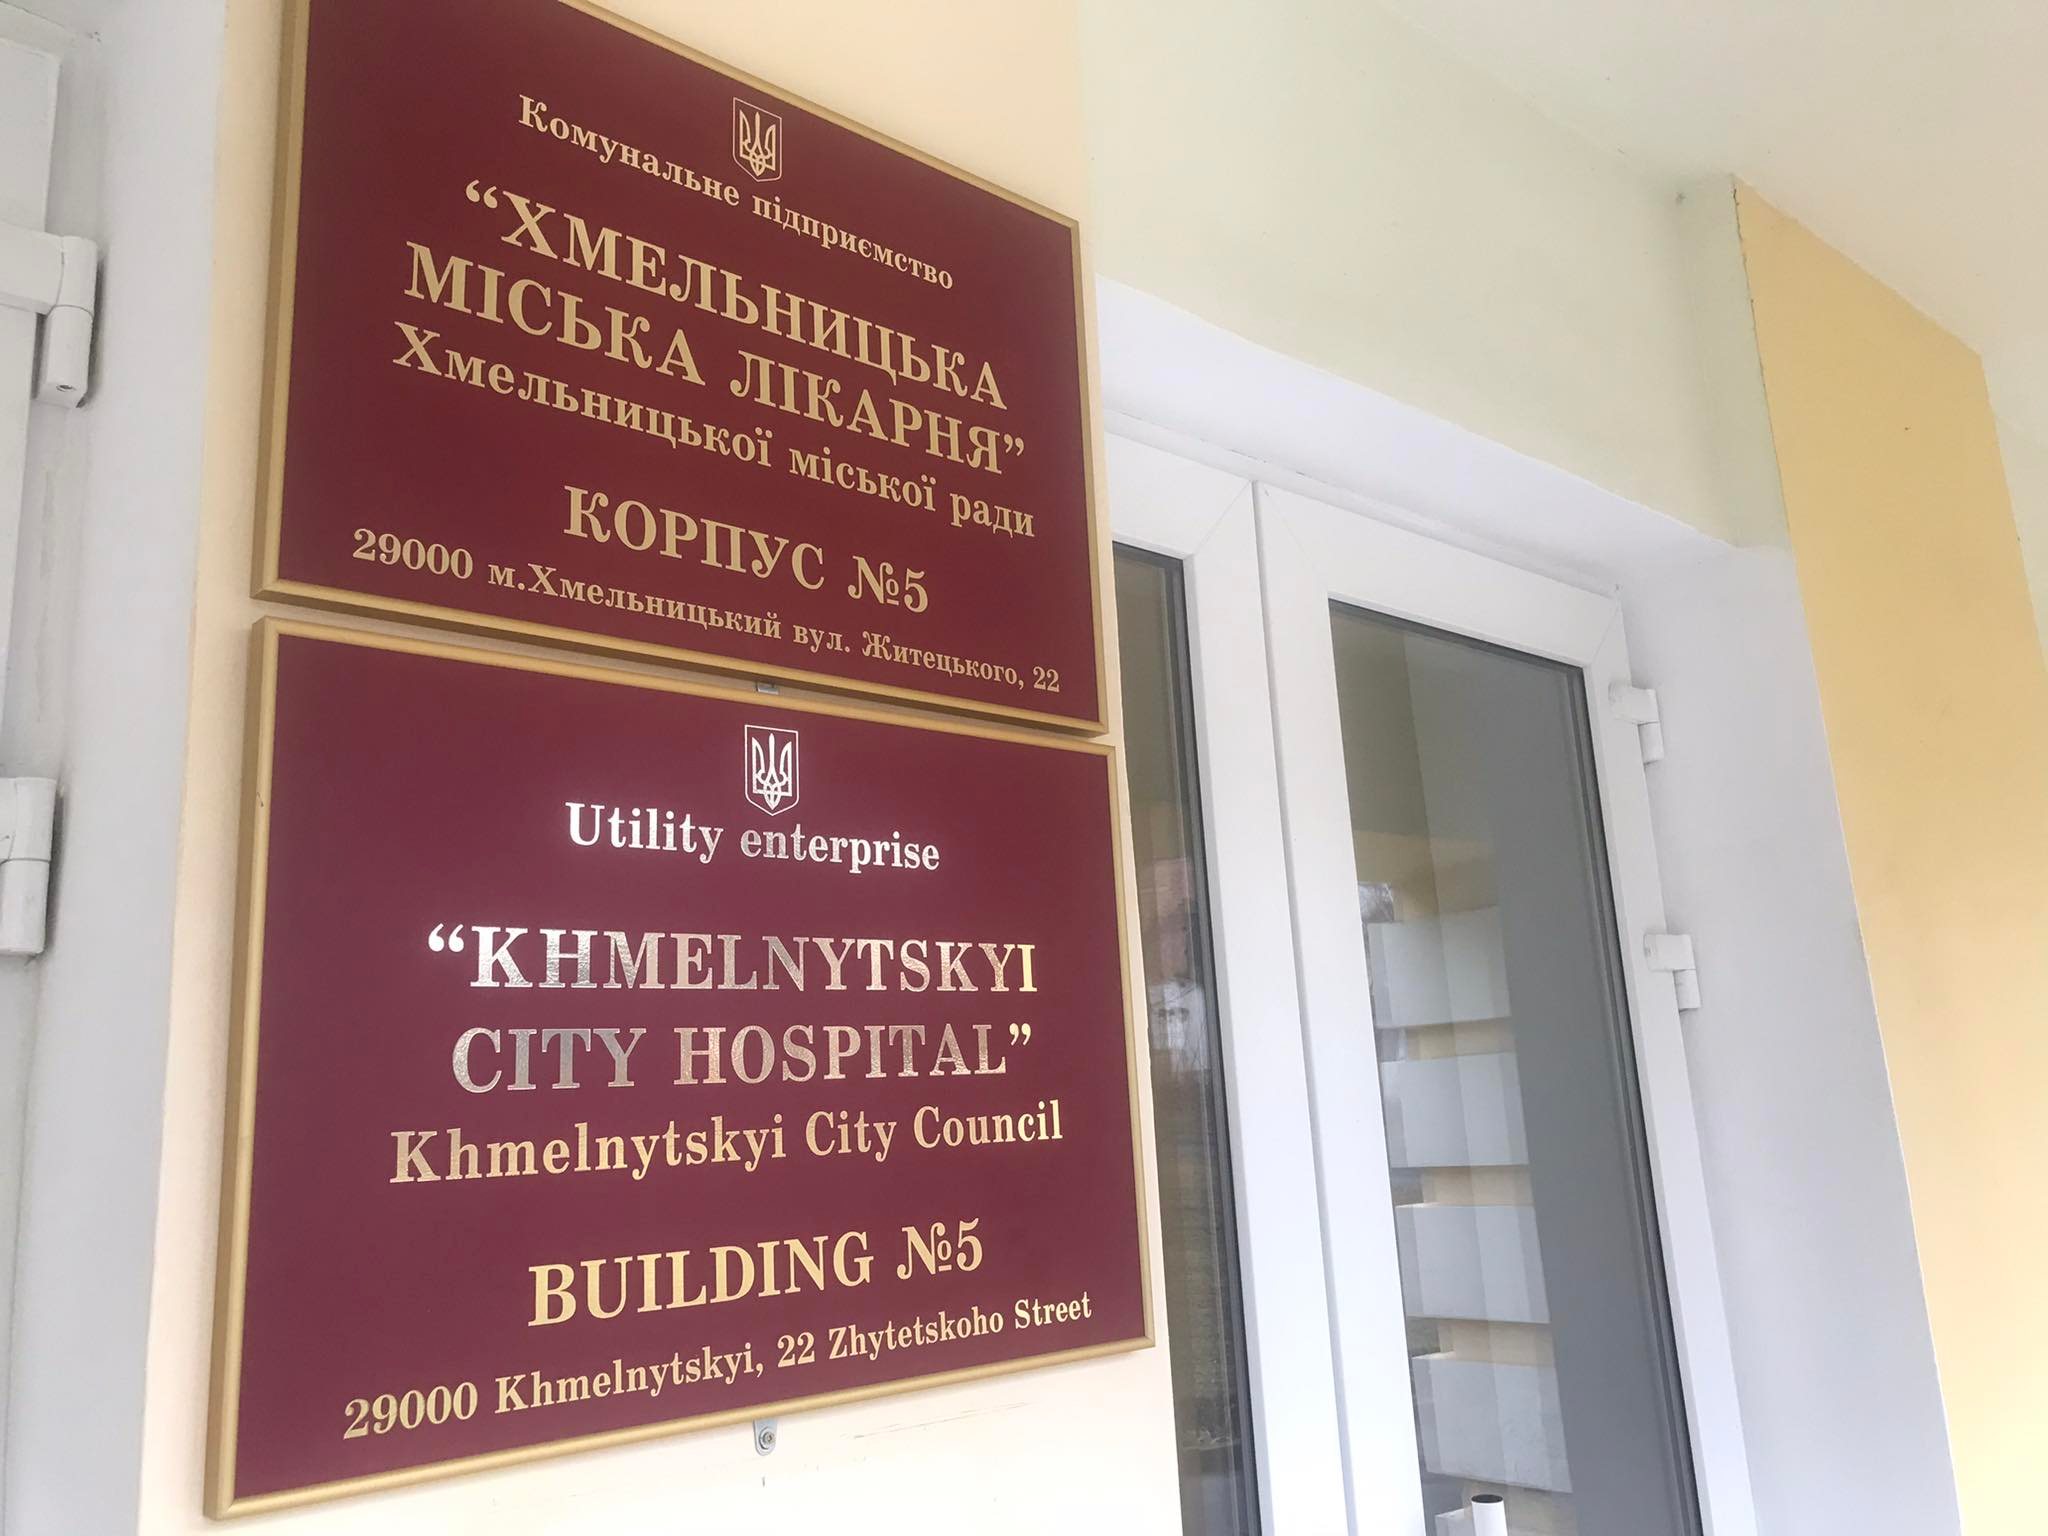 Комунальне підприємство
“ХМЕЛЬНИЦЬКА
МІСЬКА ЛІКАРНЯ”
Хмельницької міської ради
КОРПУС №5
29000 м.Хмельницький вул. Житецького, 22
Utility enterprise
“KHMELNYTSKYI
CITY HOSPITAL”
Khmelnytskyi City Council
BUILDING №5
29000 Khmelnytskyi, 22 Zhytetskoho Street